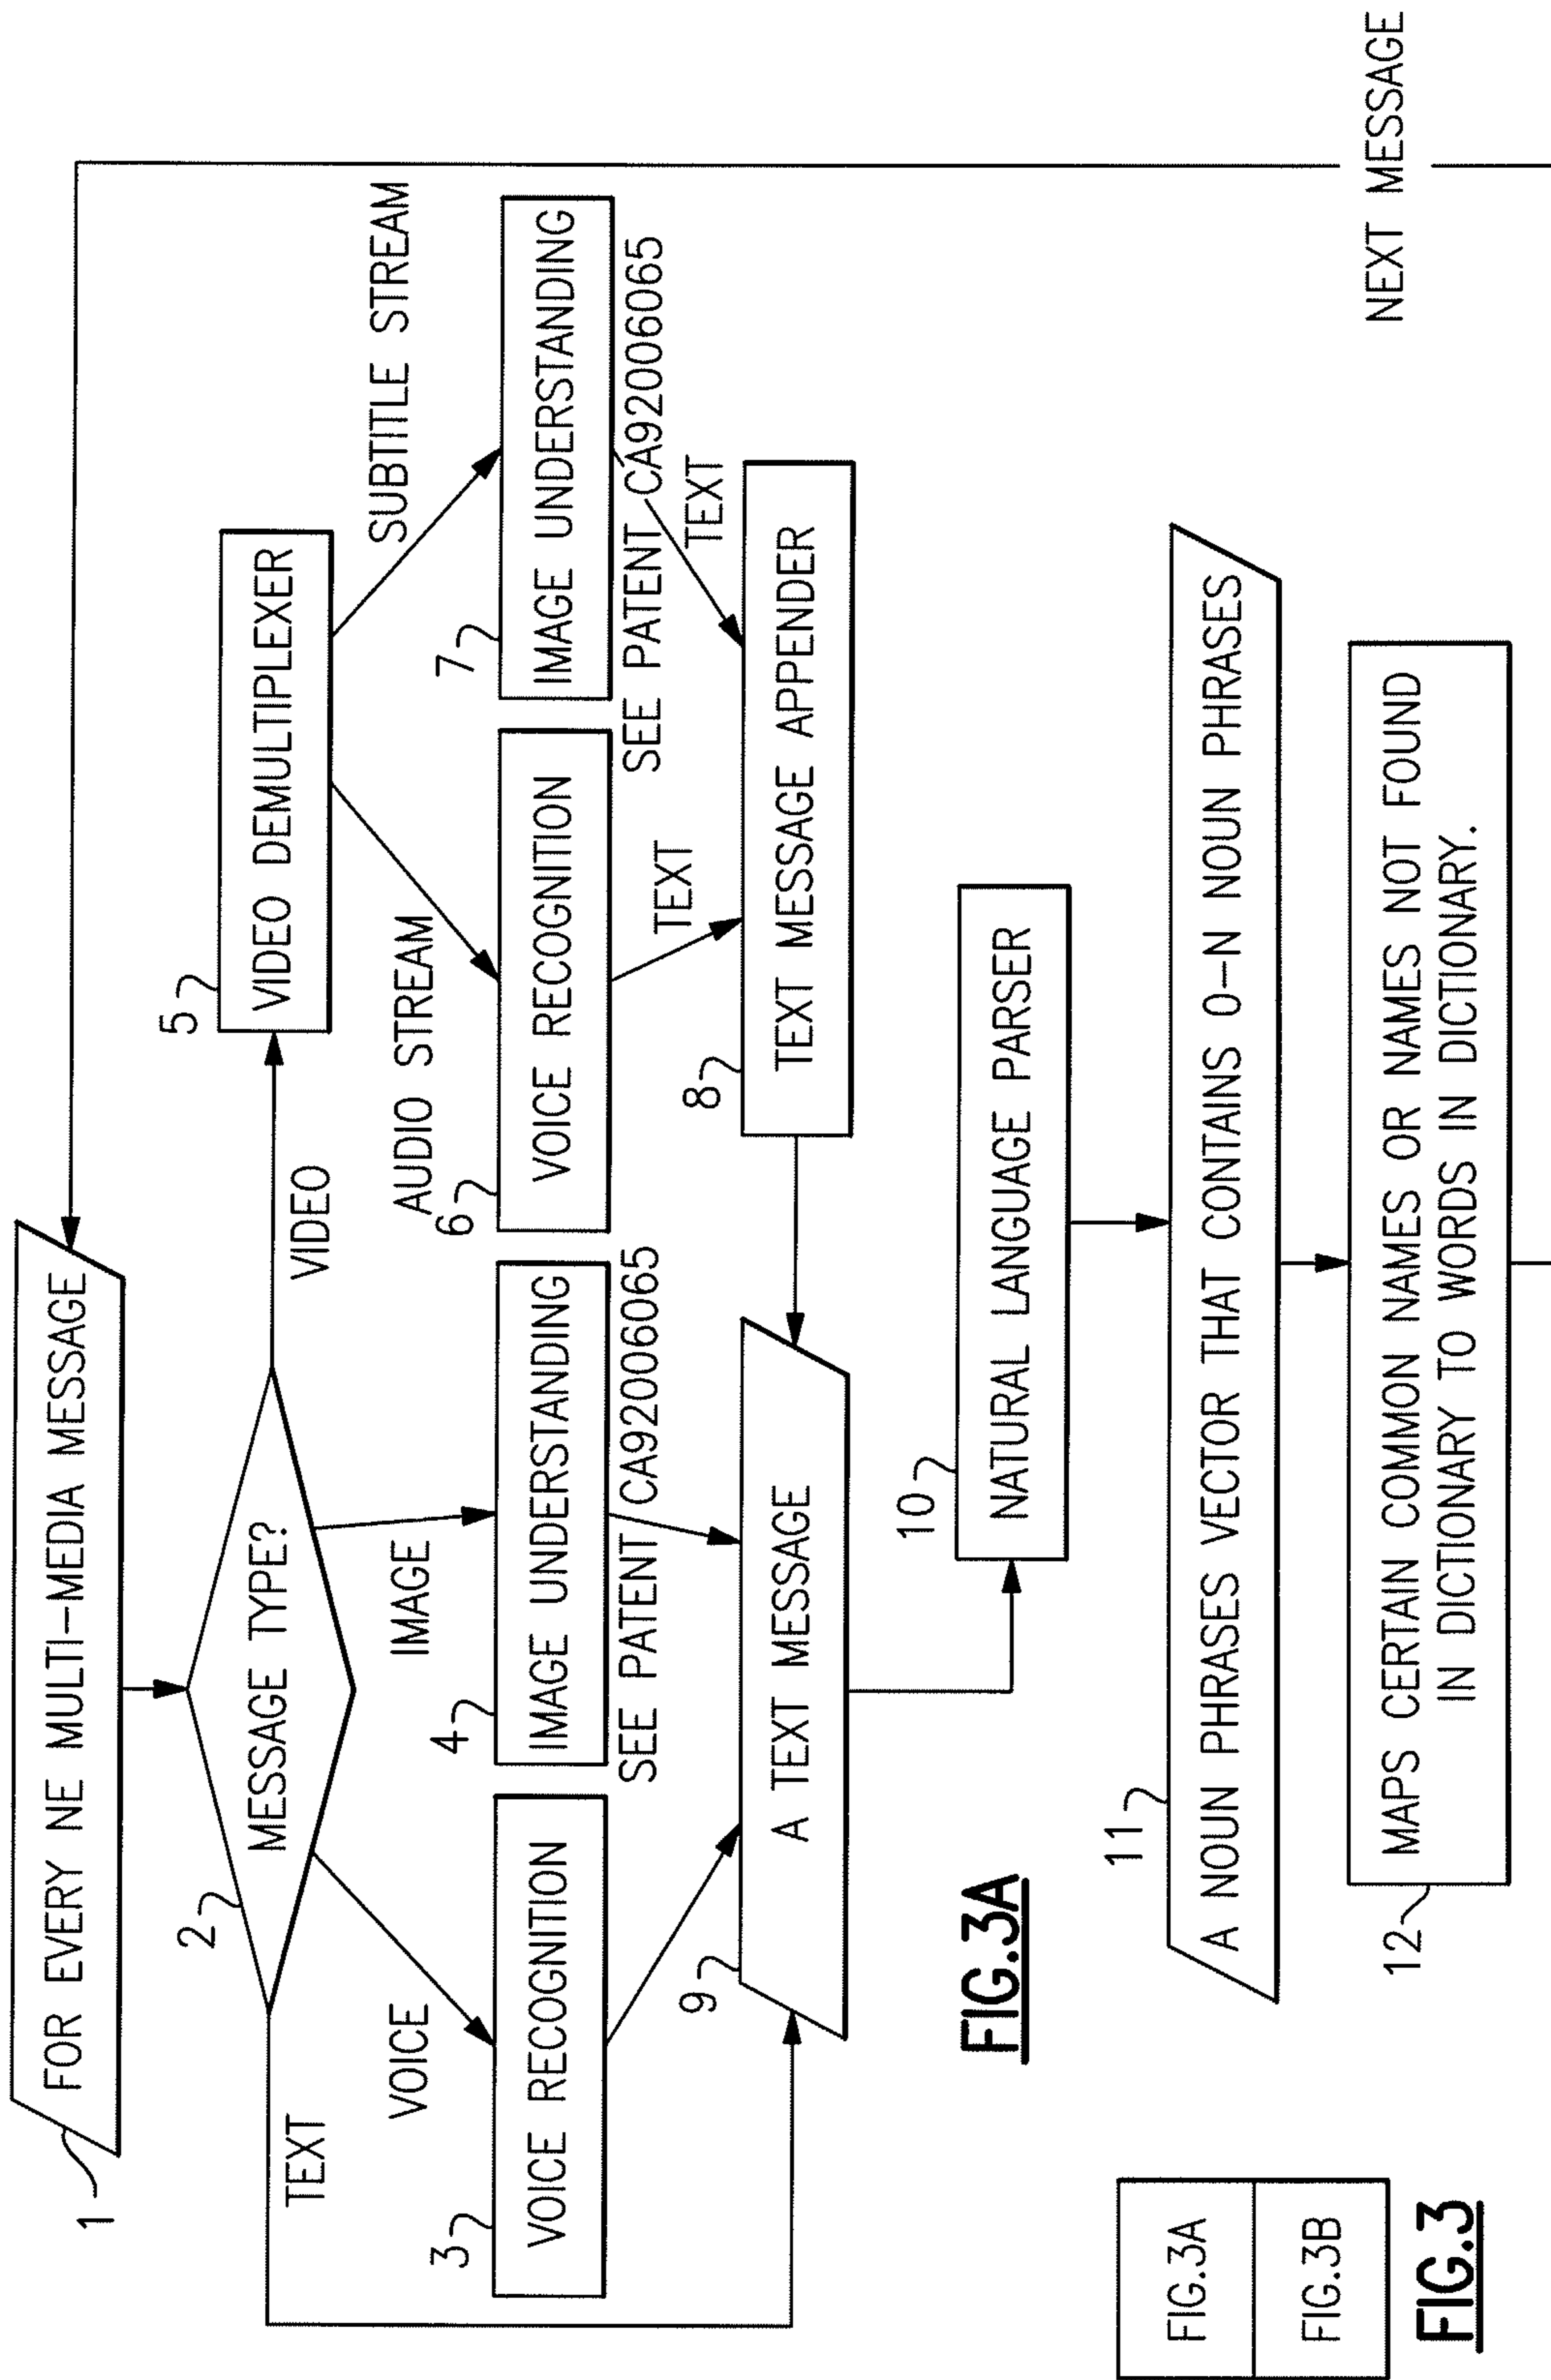 FOR EVERY NE MULTI-MEDIA MESSAGE
1
2
MESSAGE TYPE?
TEXT
VOICE
IMAGE
VIDEO
5
VIDEO DEMULTIPLEXER
AUDIO STREAM
SUBTITLE STREAM
3
VOICE RECOGNITION
4
IMAGE UNDERSTANDING
SEE PATENT CA92006065
6
VOICE RECOGNITION
7
IMAGE UNDERSTANDING
SEE PATENT CA92006065
TEXT
TEXT
8
TEXT MESSAGE APPENDER
9
A TEXT MESSAGE
10
NATURAL LANGUAGE PARSER
FIG.3A
11
A NOUN PHRASES VECTOR THAT CONTAINS 0-N NOUN PHRASES
12
MAPS CERTAIN COMMON NAMES OR NAMES NOT FOUND
IN DICTIONARY TO WORDS IN DICTIONARY.
NEXT MESSAGE
FIG.3A
FIG.3B
FIG.3